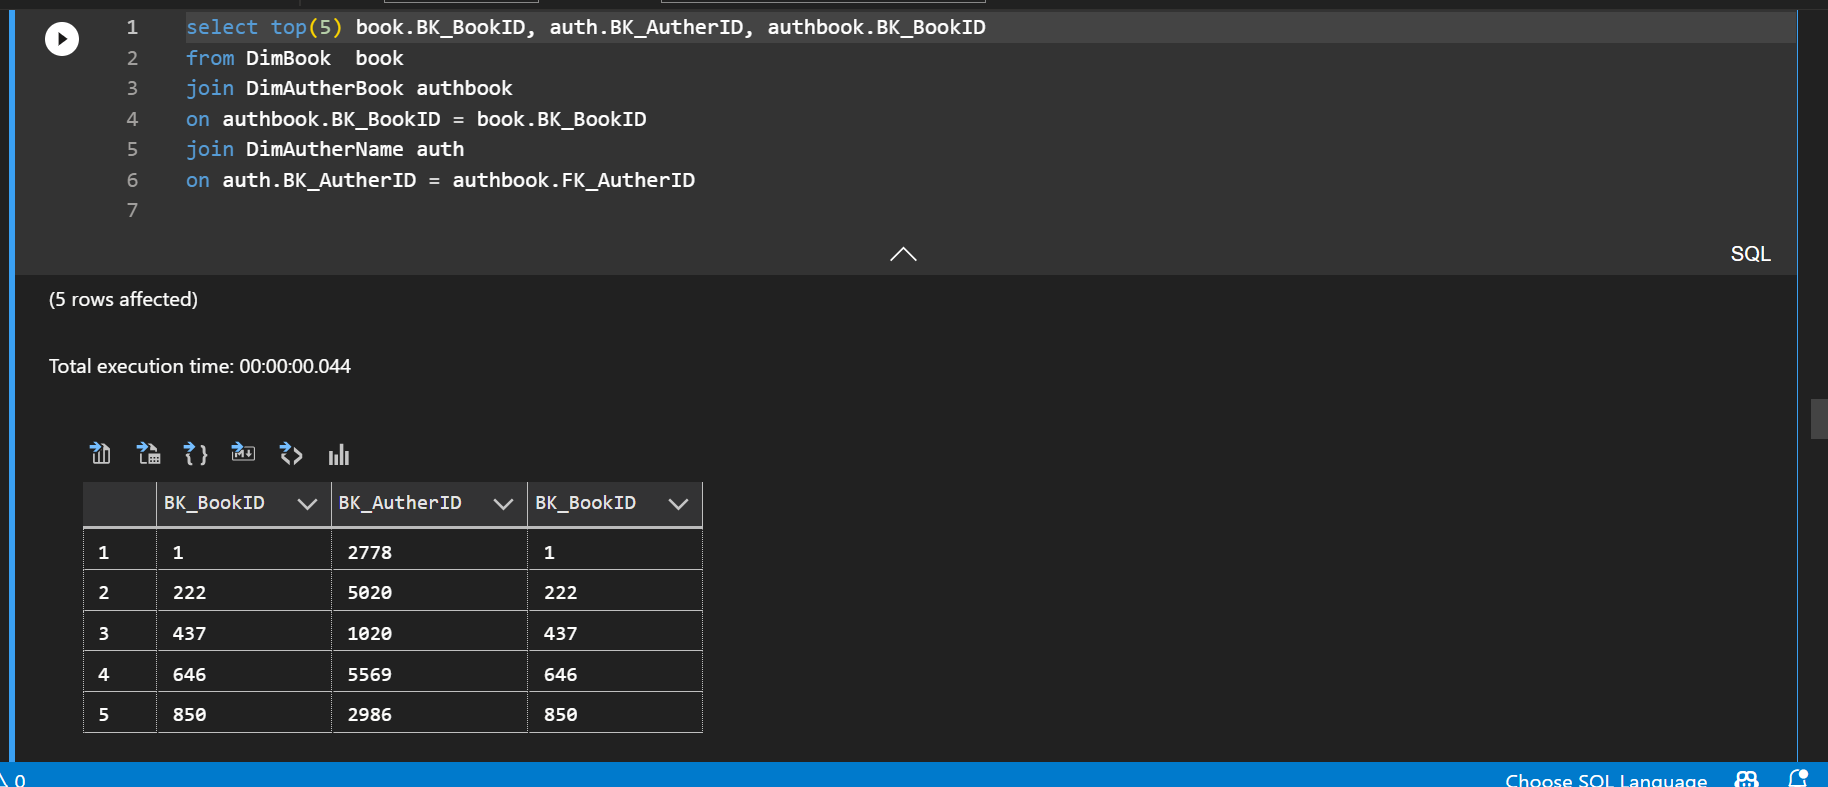 1 select top(5) book.BK_BookID, auth.BK_AutherID, authbook.BK_BookID
2 from DimBook  book
3 join DimAutherBook authbook
4 on authbook.BK_BookID = book.BK_BookID
5 join DimAutherName auth
6 on auth.BK_AutherID = authbook.FK_AutherID
7
SQL
(5 rows affected)
Total execution time: 00:00:00.044
BK_BookID BK_AutherID BK_BookID
1 1 2778 1
2 222 5020 222
3 437 1020 437
4 646 5569 646
5 850 2986 850
0 Choose SQL Language